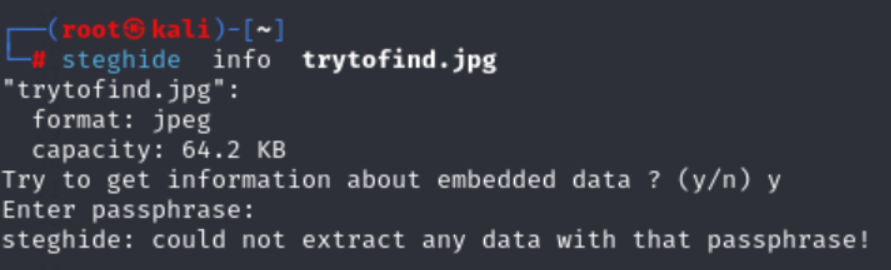 ┌──(root㉿kali)-[~]
└─# steghide  info  trytofind.jpg
"trytofind.jpg":
  format: jpeg
  capacity: 64.2 KB
Try to get information about embedded data ? (y/n) y
Enter passphrase:
steghide: could not extract any data with that passphrase!